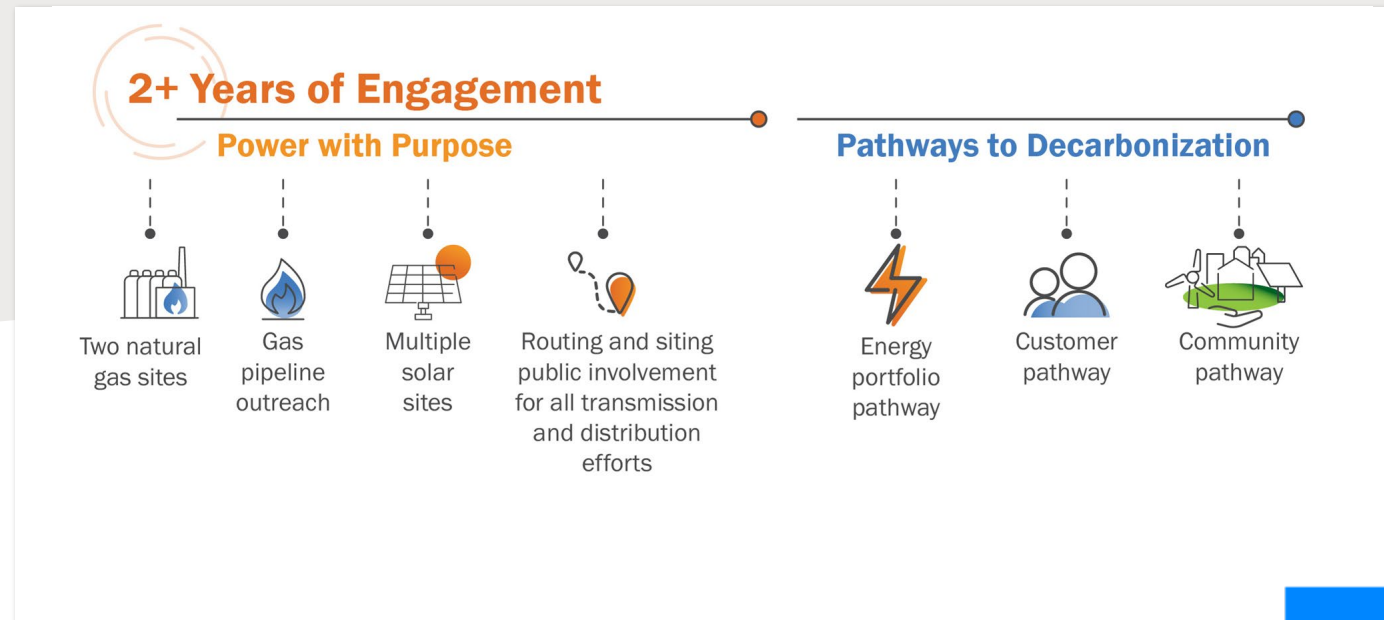 2+ Years of Engagement
Power with Purpose
Two natural
gas sites
Gas
pipeline
outreach
Multiple
solar
sites
Routing and siting
public involvement
for all transmission
and distribution
efforts
Pathways to Decarbonization
Energy
portfolio
pathway
Customer
pathway
Community
pathway